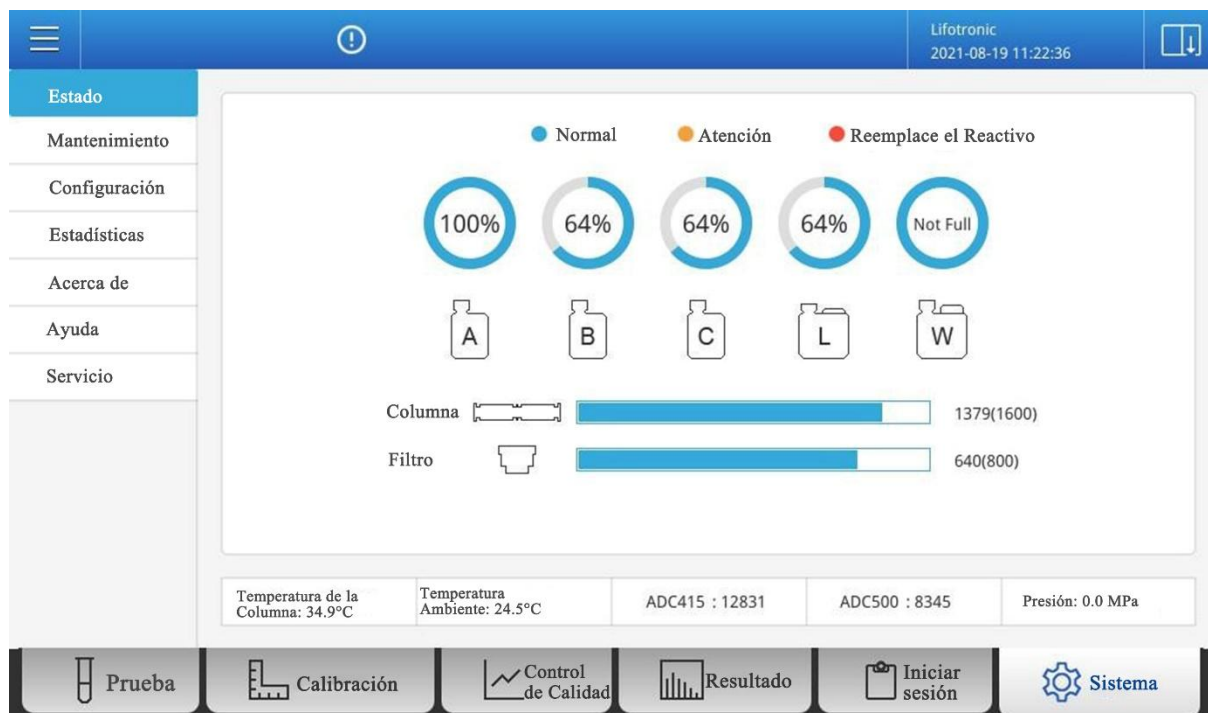 Lifotronic
2021-08-19 11:22:36
Estado
Mantenimiento
Configuración
Estadísticas
Acerca de
Ayuda
Servicio
Normal
Atención
Reemplace el Reactivo
100%
64%
64%
64%
Not Full
A
B
C
L
W
Columna
1379(1600)
Filtro
640(800)
Temperatura de la
Columna: 34.9°C
Temperatura
Ambiente: 24.5°C
ADC415 : 12831
ADC500 : 8345
Presión: 0.0 MPa
Prueba
Calibración
Control
de Calidad
Resultado
Iniciar
sesión
Sistema